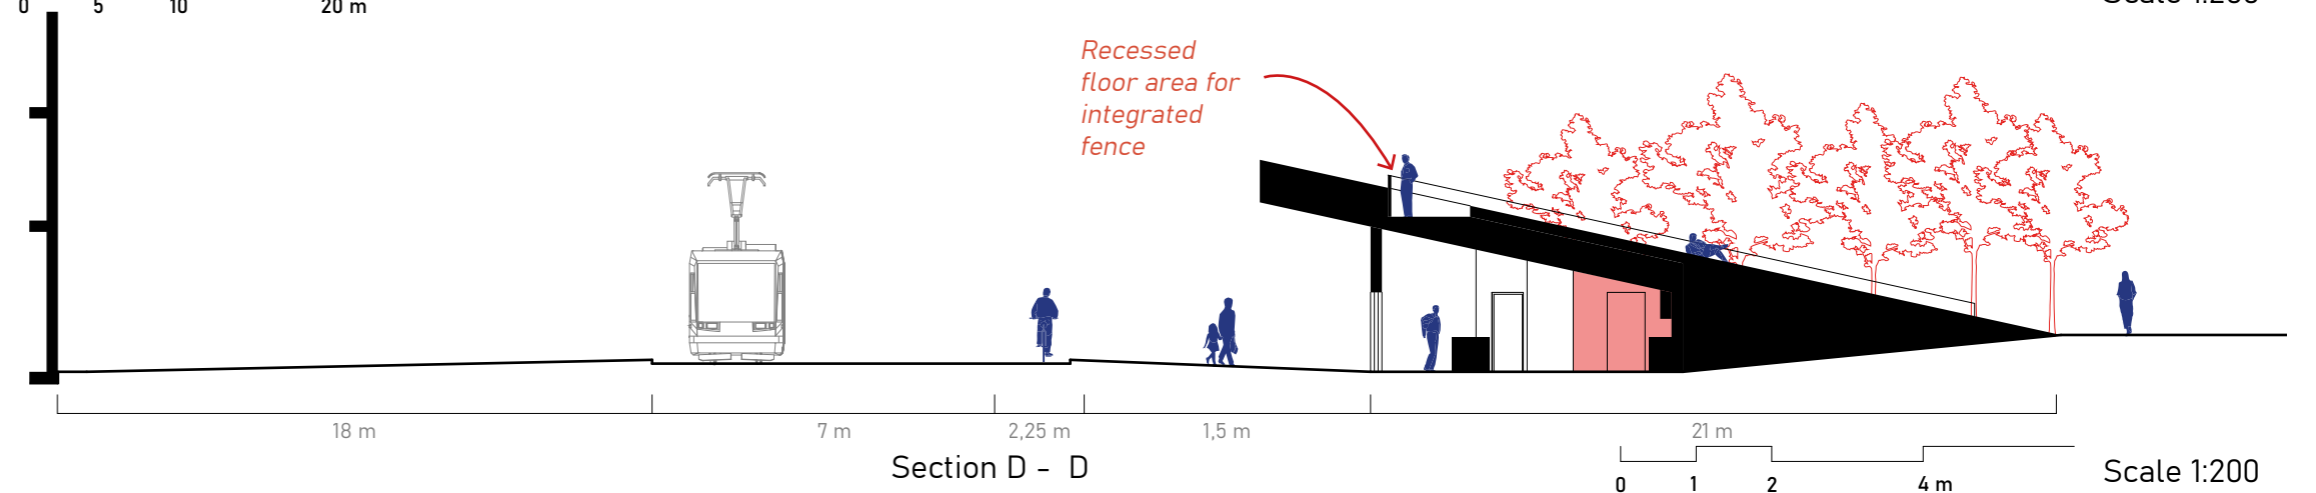 0 5 10 20 m
Scale 1:200
Recessed
floor area for
integrated
fence
18 m 7 m 2,25 m 1,5 m 21 m
Section D - D
0 1 2 4 m
Scale 1:200